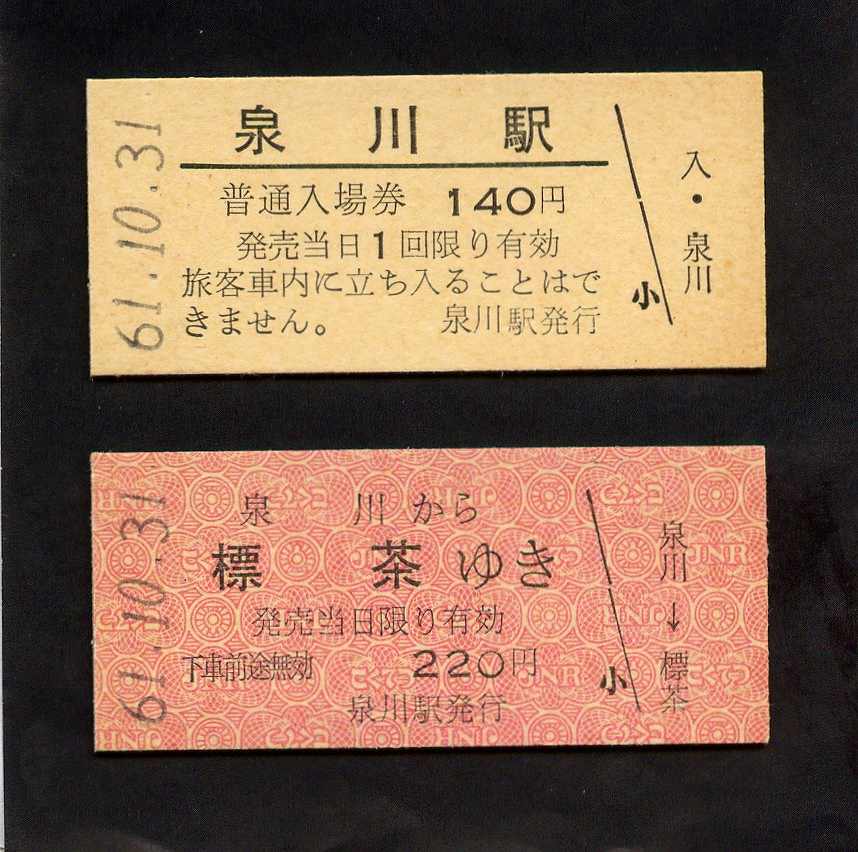 61.10.31
泉川駅
普通入場券 140円
発売当日1回限り有効
旅客車内に立ち入ることはで
きません。 泉川駅発行
小
入・泉川
61.10.31
泉川から
標茶ゆき
発売当日限り有効
下車前途無効 220円
泉川駅発行
小
泉川→標茶